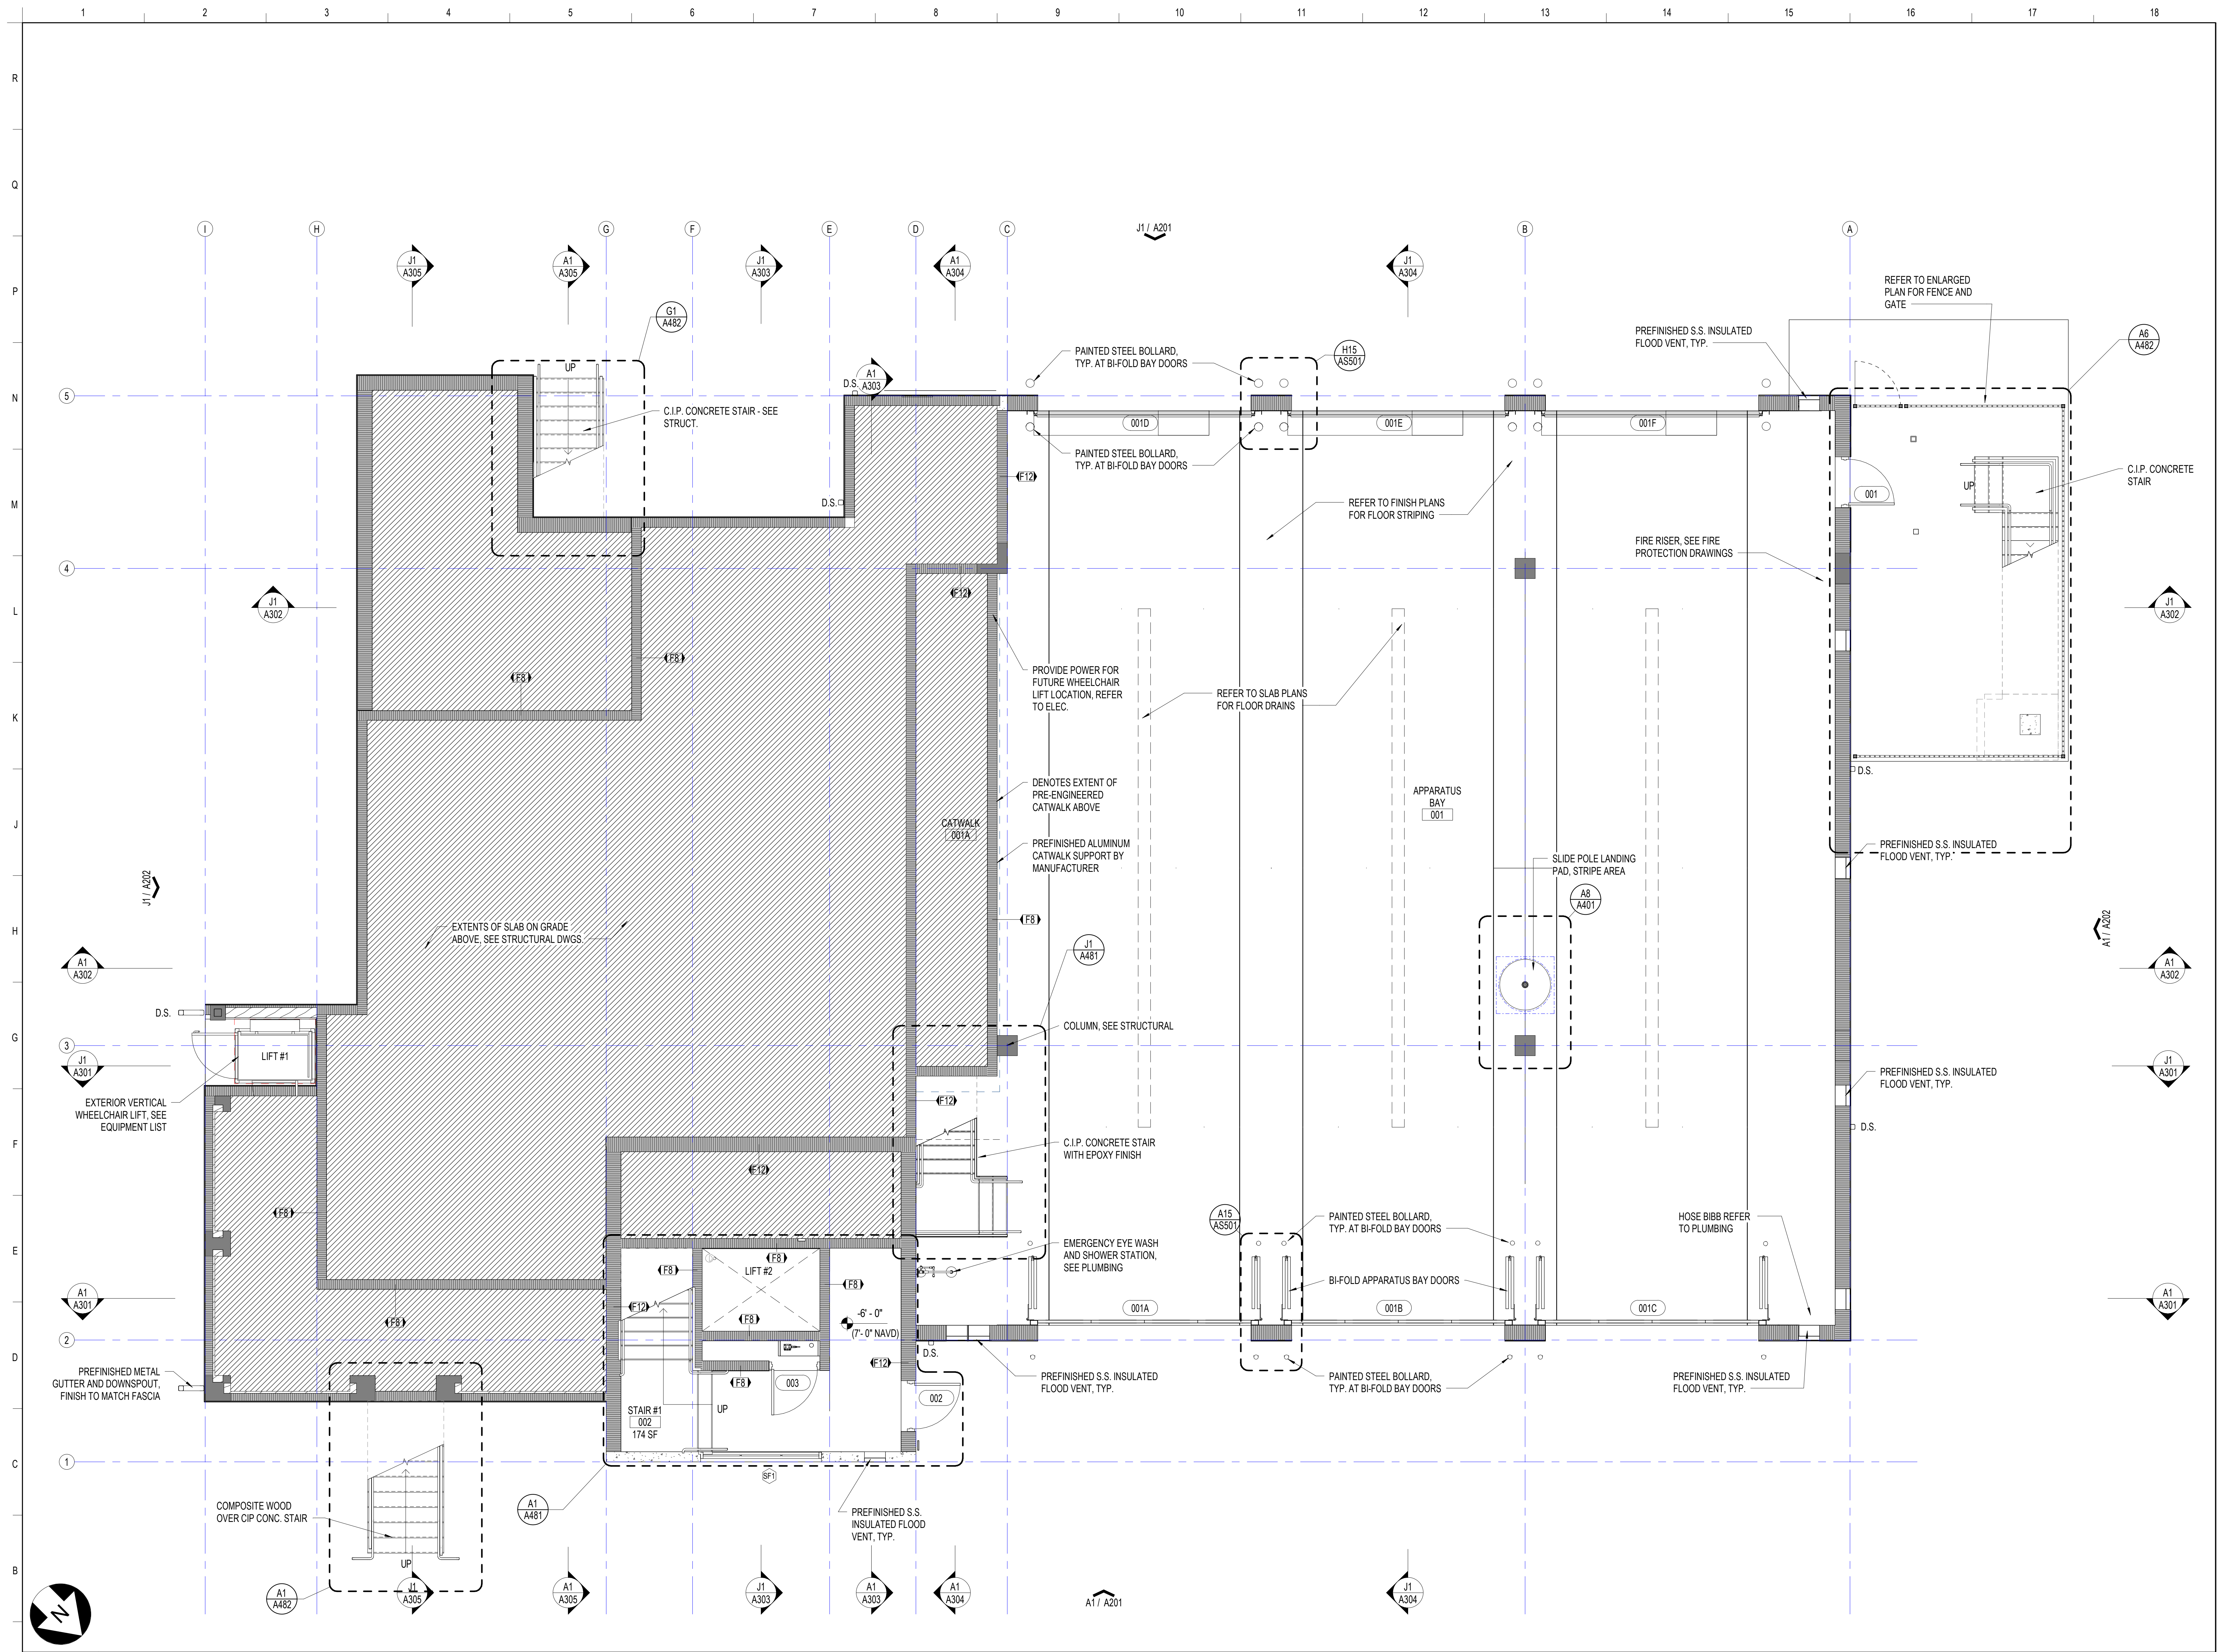 1 2 3 4 5 6 7 8 9 10 11 12 13 14 15 16 17 18
R
Q
P
N
M
L
K
J
H
G
F
E
D
C
B
I H G F E D C B A
5
4
3
2
1
J1
A305
A1
A305
J1
A303
A1
A304
J1 / A201
J1
A304
REFER TO ENLARGED
PLAN FOR FENCE AND
GATE
G1
A482
H15
AS501
A6
A482
PREFINISHED S.S. INSULATED
FLOOD VENT, TYP.
PAINTED STEEL BOLLARD,
TYP. AT BI-FOLD BAY DOORS
UP
D.S.
A1
A303
C.I.P. CONCRETE STAIR - SEE
STRUCT.
001D
001E
001F
PAINTED STEEL BOLLARD,
TYP. AT BI-FOLD BAY DOORS
F12
C.I.P. CONCRETE
STAIR
UP
001
D.S.
REFER TO FINISH PLANS
FOR FLOOR STRIPING
FIRE RISER, SEE FIRE
PROTECTION DRAWINGS
J1
A302
F12
J1
A302
F8
F8
PROVIDE POWER FOR
FUTURE WHEELCHAIR
LIFT LOCATION, REFER
TO ELEC.
REFER TO SLAB PLANS
FOR FLOOR DRAINS
D.S.
DENOTES EXTENT OF
PRE-ENGINEERED
CATWALK ABOVE
APPARATUS
BAY
001
CATWALK
001A
PREFINISHED ALUMINUM
CATWALK SUPPORT BY
MANUFACTURER
PREFINISHED S.S. INSULATED
FLOOD VENT, TYP.
SLIDE POLE LANDING
PAD, STRIPE AREA
A8
A401
J1 / A202
A1 / A202
EXTENTS OF SLAB ON GRADE
ABOVE, SEE STRUCTURAL DWGS.
F8
J1
A481
A1
A302
A1
A302
D.S.
COLUMN, SEE STRUCTURAL
LIFT #1
J1
A301
J1
A301
PREFINISHED S.S. INSULATED
FLOOD VENT, TYP.
EXTERIOR VERTICAL
WHEELCHAIR LIFT, SEE
EQUIPMENT LIST
F12
D.S.
C.I.P. CONCRETE STAIR
WITH EPOXY FINISH
F12
F8
A15
AS501
PAINTED STEEL BOLLARD,
TYP. AT BI-FOLD BAY DOORS
HOSE BIBB REFER
TO PLUMBING
EMERGENCY EYE WASH
AND SHOWER STATION,
SEE PLUMBING
F8
F8
LIFT #2
F8
BI-FOLD APPARATUS BAY DOORS
A1
A301
A1
A301
F12
001A
001B
001C
F8
F8
-6' - 0"
(7'- 0" NAVD)
D.S.
F12
PREFINISHED METAL
GUTTER AND DOWNSPOUT,
FINISH TO MATCH FASCIA
F8
003
002
PREFINISHED S.S. INSULATED
FLOOD VENT, TYP.
PAINTED STEEL BOLLARD,
TYP. AT BI-FOLD BAY DOORS
PREFINISHED S.S. INSULATED
FLOOD VENT, TYP.
STAIR #1
002
174 SF
UP
SF1
COMPOSITE WOOD
OVER CIP CONC. STAIR
A1
A481
PREFINISHED S.S.
INSULATED FLOOD
VENT, TYP.
UP
A1
A482
J1
A305
A1
A305
J1
A303
A1
A303
A1
A304
A1 / A201
J1
A304
N